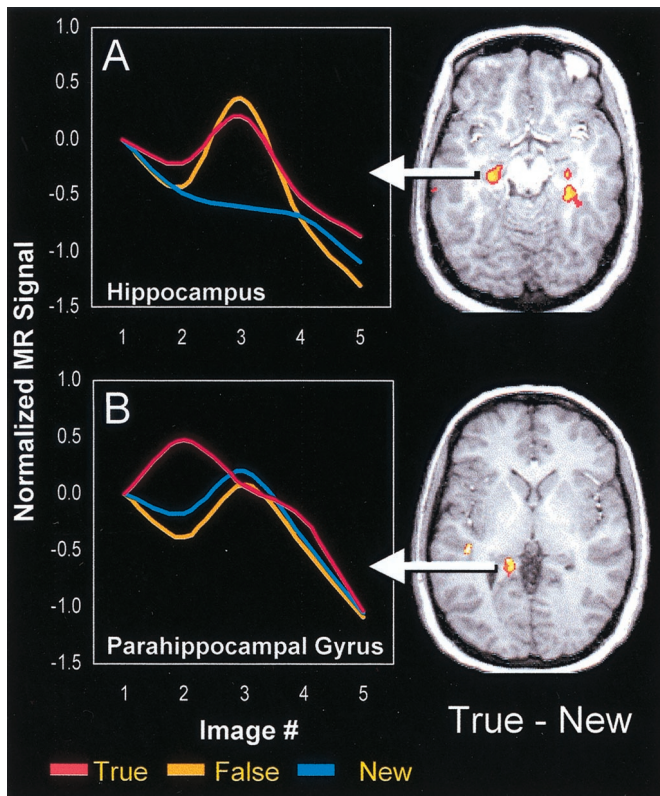 A
1.0
0.5
0.0
-0.5
-1.0
-1.5
Hippocampus
1 2 3 4 5
Normalized MR Signal
B
1.0
0.5
0.0
-0.5
-1.0
-1.5
Parahippocampal Gyrus
1 2 3 4 5
Image #
True - New
True False New